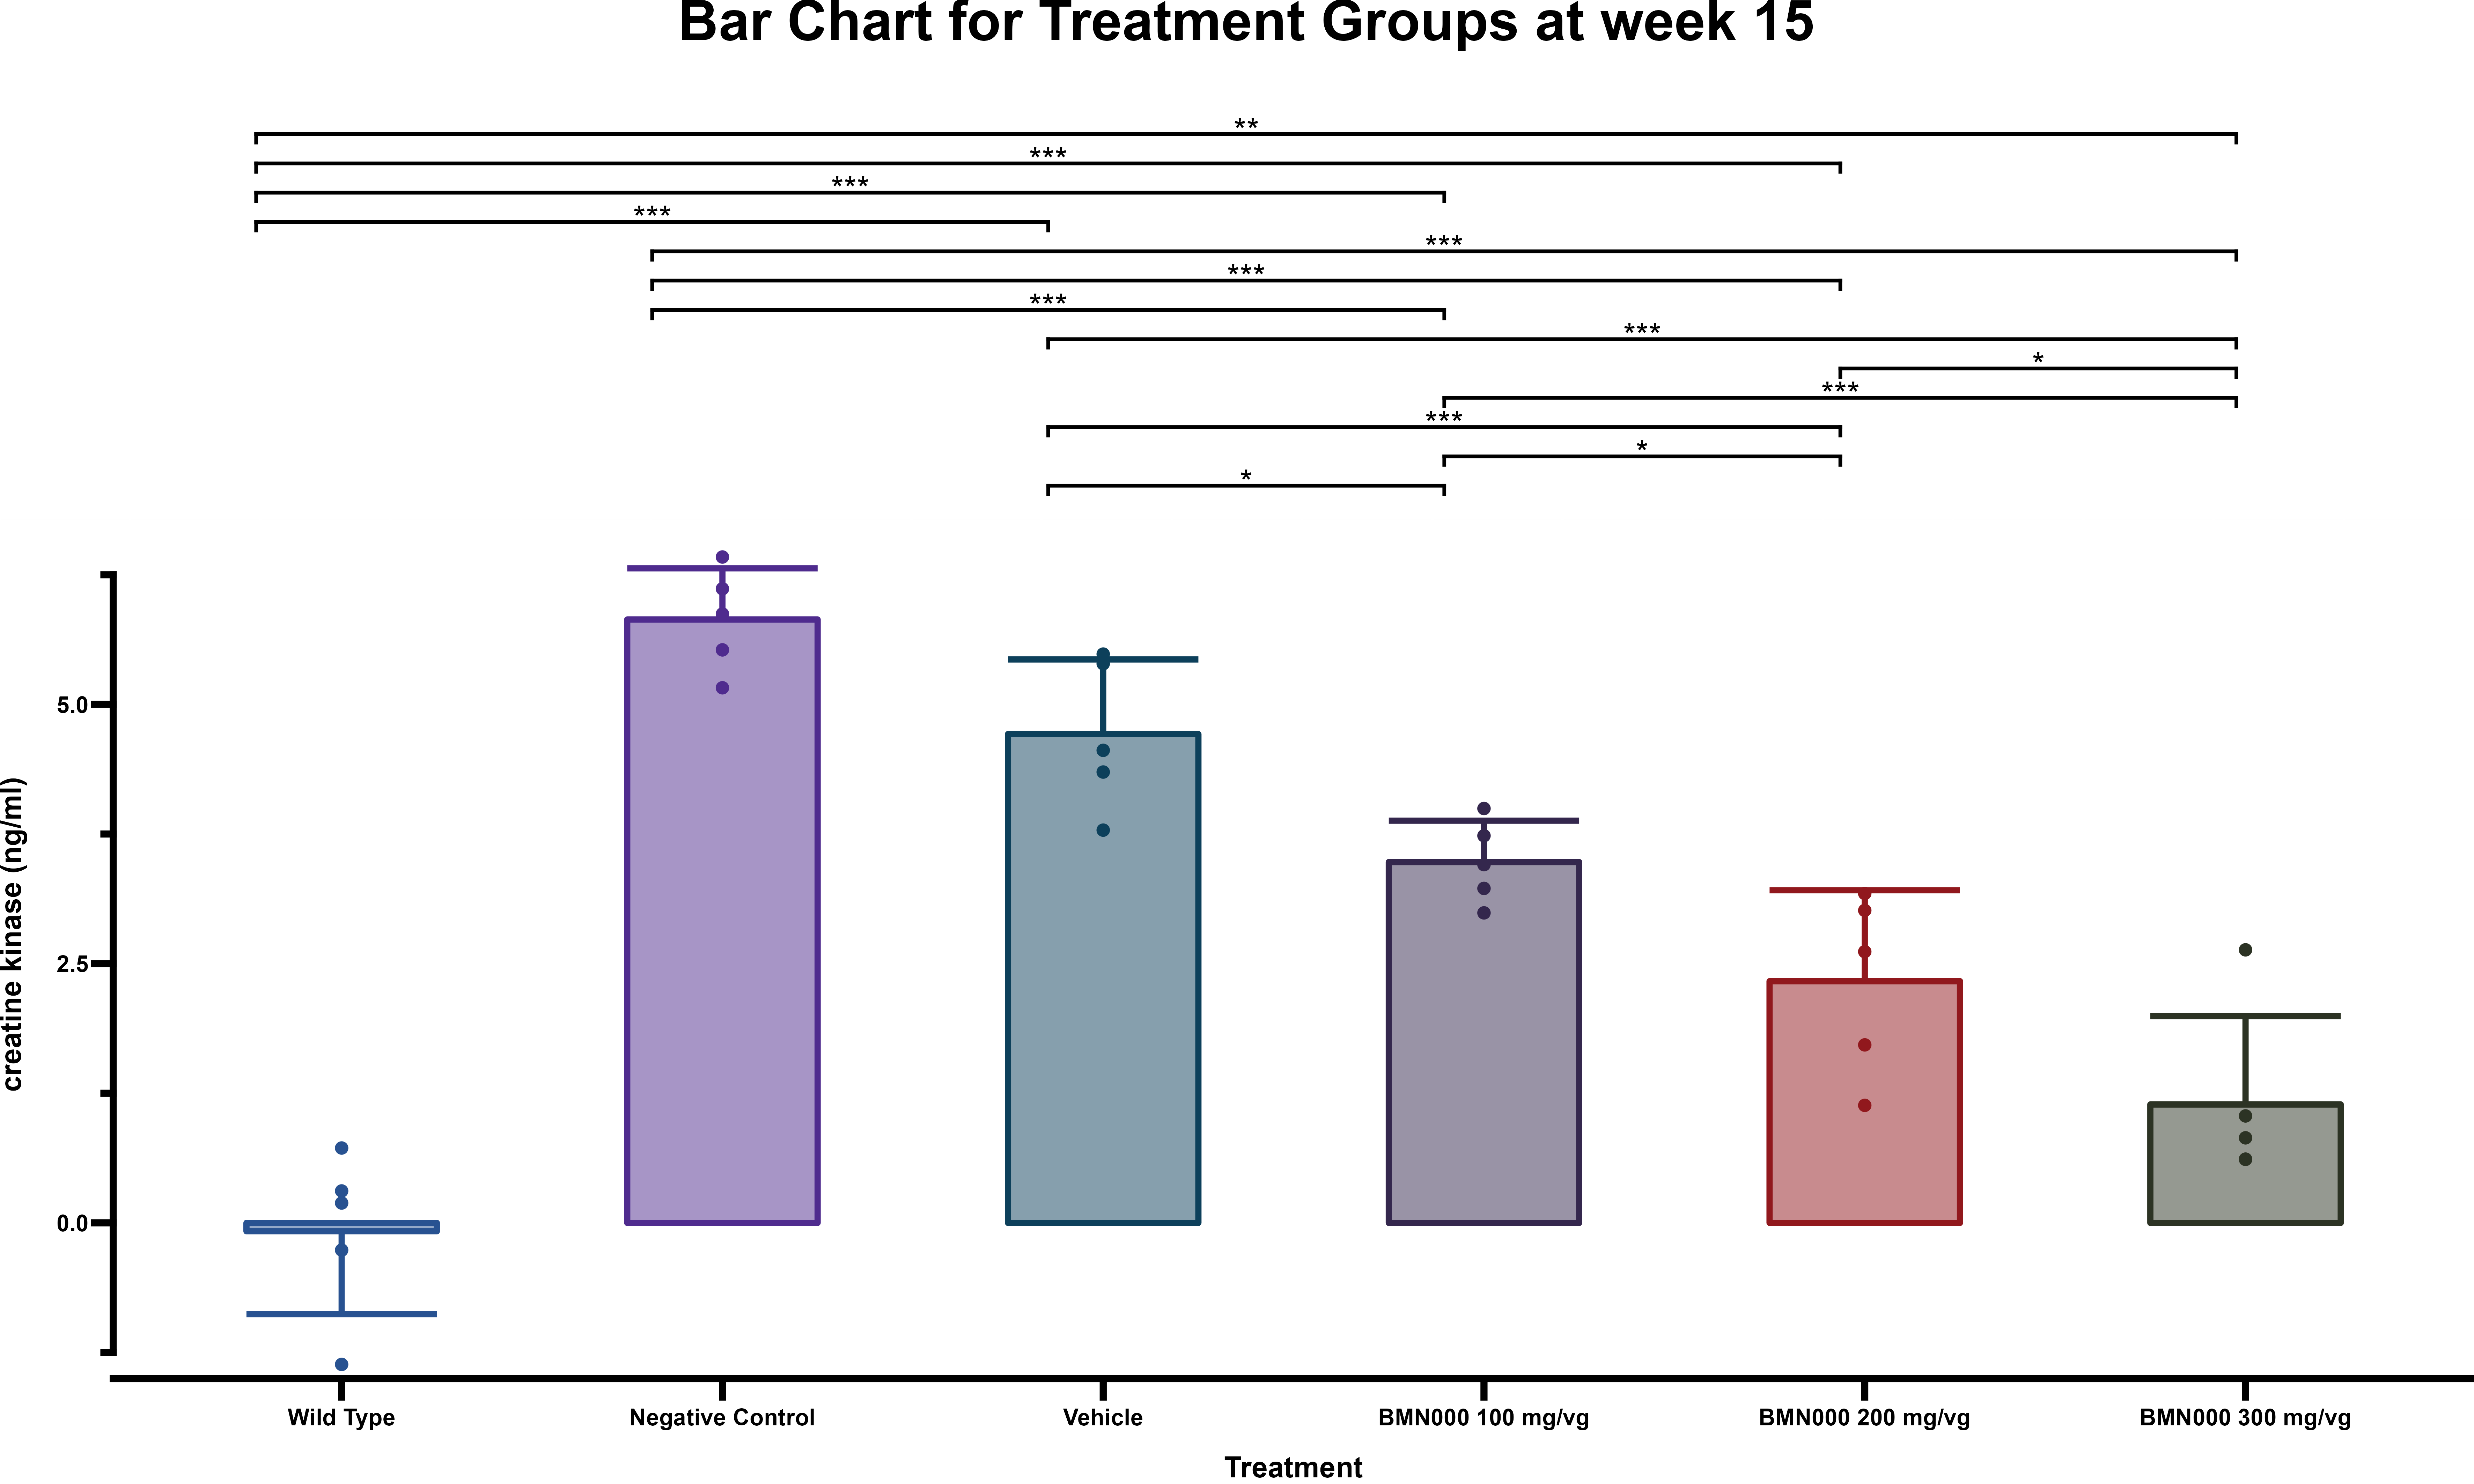 Bar Chart for Treatment Groups at week 15
**
***
***
***
***
***
***
***
*
***
***
*
*
5.0
2.5
0.0
creatine kinase (ng/ml)
Wild Type
Negative Control
Vehicle
BMN000 100 mg/vg
BMN000 200 mg/vg
BMN000 300 mg/vg
Treatment